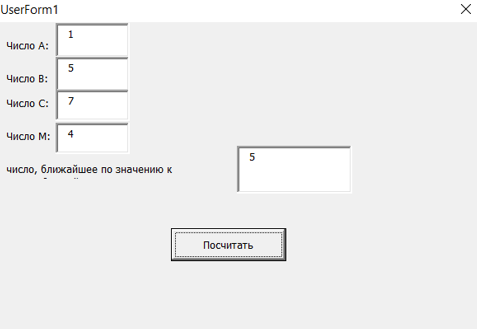 UserForm1
Число А:
1
Число В:
5
Число С:
7
Число М:
4
число, ближайшее по значению к
5
Посчитать